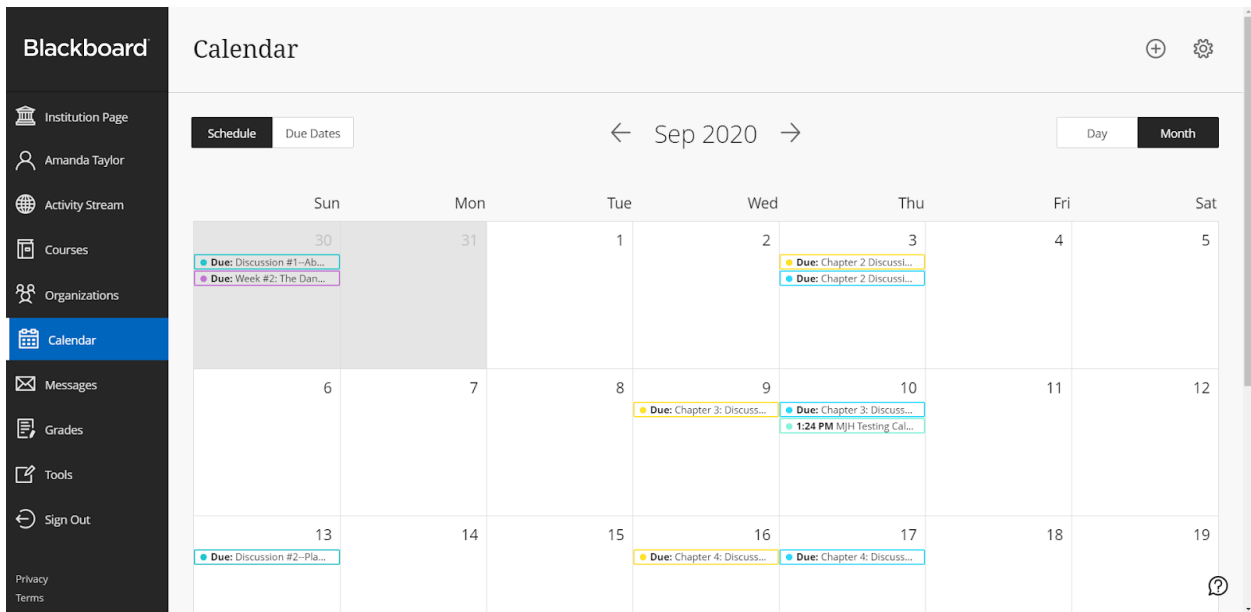 Blackboard
Calendar
Institution Page
Amanda Taylor
Activity Stream
Courses
Organizations
Calendar
Messages
Grades
Tools
Sign Out
Privacy
Terms
Schedule Due Dates
Sep 2020
Day Month
Sun Mon Tue Wed Thu Fri Sat
30 31 1 2 3 4 5
Due: Discussion #1--Ab...
Due: Week #2: The Dan...
Due: Chapter 2 Discussi...
Due: Chapter 2 Discussi...
6 7 8 9 10 11 12
Due: Chapter 3: Discuss...
Due: Chapter 3: Discuss...
1:24 PM MJH Testing Cal...
13 14 15 16 17 18 19
Due: Discussion #2--Pla...
Due: Chapter 4: Discuss...
Due: Chapter 4: Discuss...